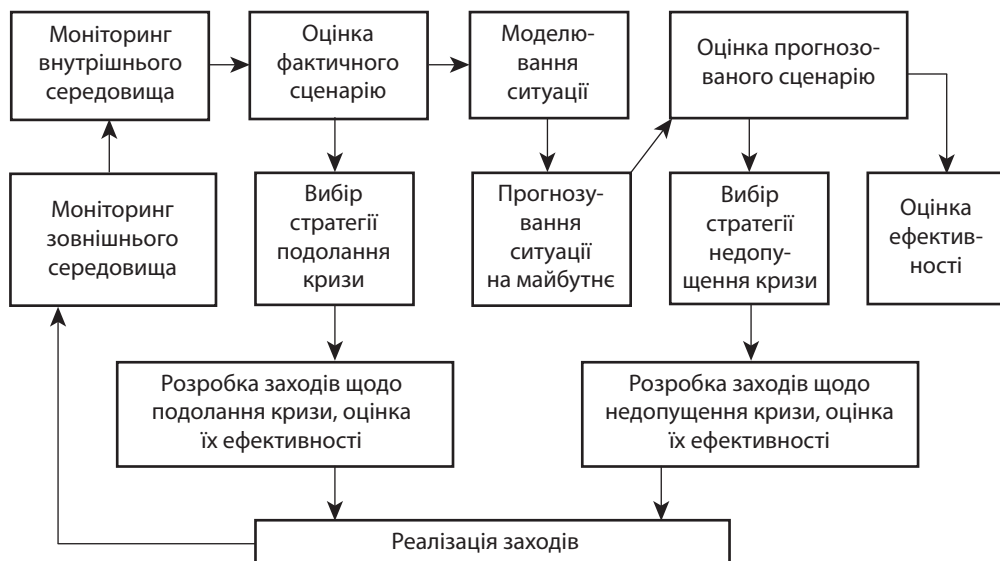 Моніторинг
внутрішнього
середовища
Оцінка
фактичного
сценарію
Моделю-
вання
ситуації
Оцінка прогнозо-
ваного сценарію
Моніторинг
зовнішнього
середовища
Вибір
стратегії
подолання
кризи
Прогнозу-
вання
ситуації
на майбутнє
Вибір
стратегії
недопу-
щення кризи
Оцінка
ефектив-
ності
Розробка заходів щодо
подолання кризи, оцінка
їх ефективності
Розробка заходів щодо
недопущення кризи, оцінка
їх ефективності
Реалізація заходів